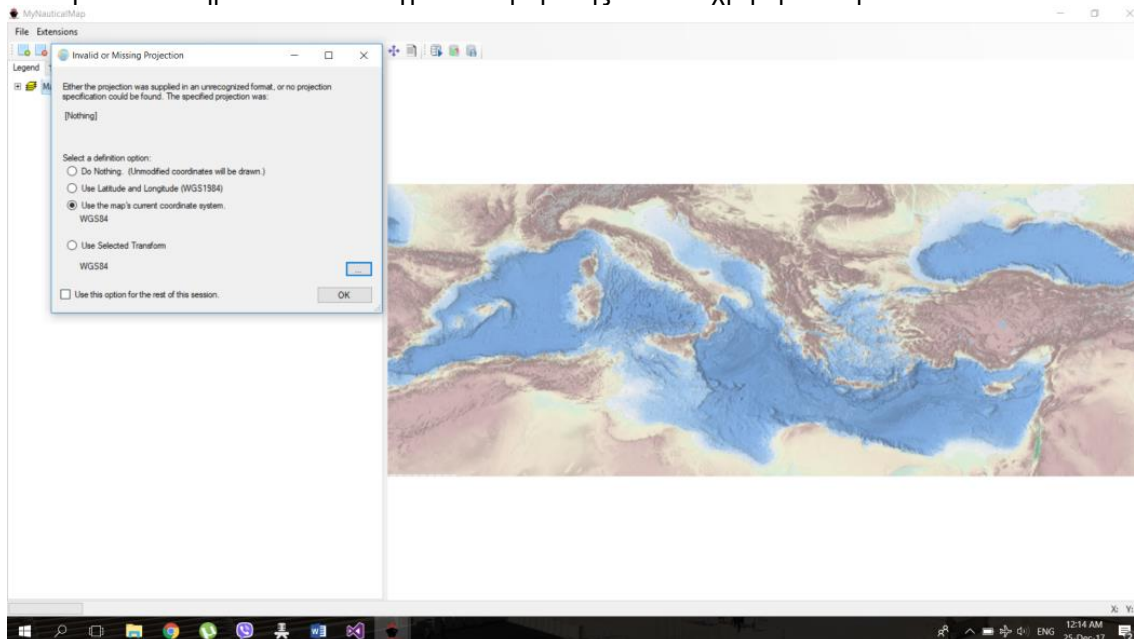 MyNauticalMap
File Extensions
Legend
Invalid or Missing Projection
Either the projection was supplied in an unrecognized format, or no projection
specification could be found. The specified projection was:
[Nothing]
Select a definition option:
Do Nothing. (Unmodified coordinates will be drawn.)
Use Latitude and Longitude (WGS1984)
Use the map's current coordinate system.
WGS84
Use Selected Transform
WGS84
...
Use this option for the rest of this session.
OK
X: Y:
ENG
12:14 AM
25-Dec-17